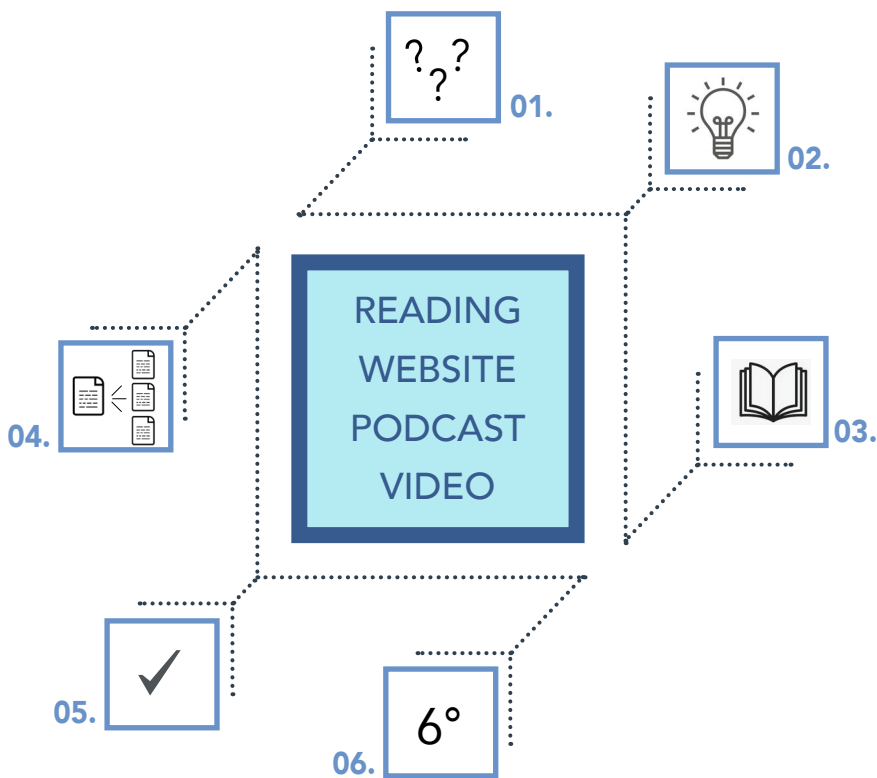 ? ? ?
01.
02.
READING
WEBSITE
PODCAST
VIDEO
03.
04.
05.
6°
06.